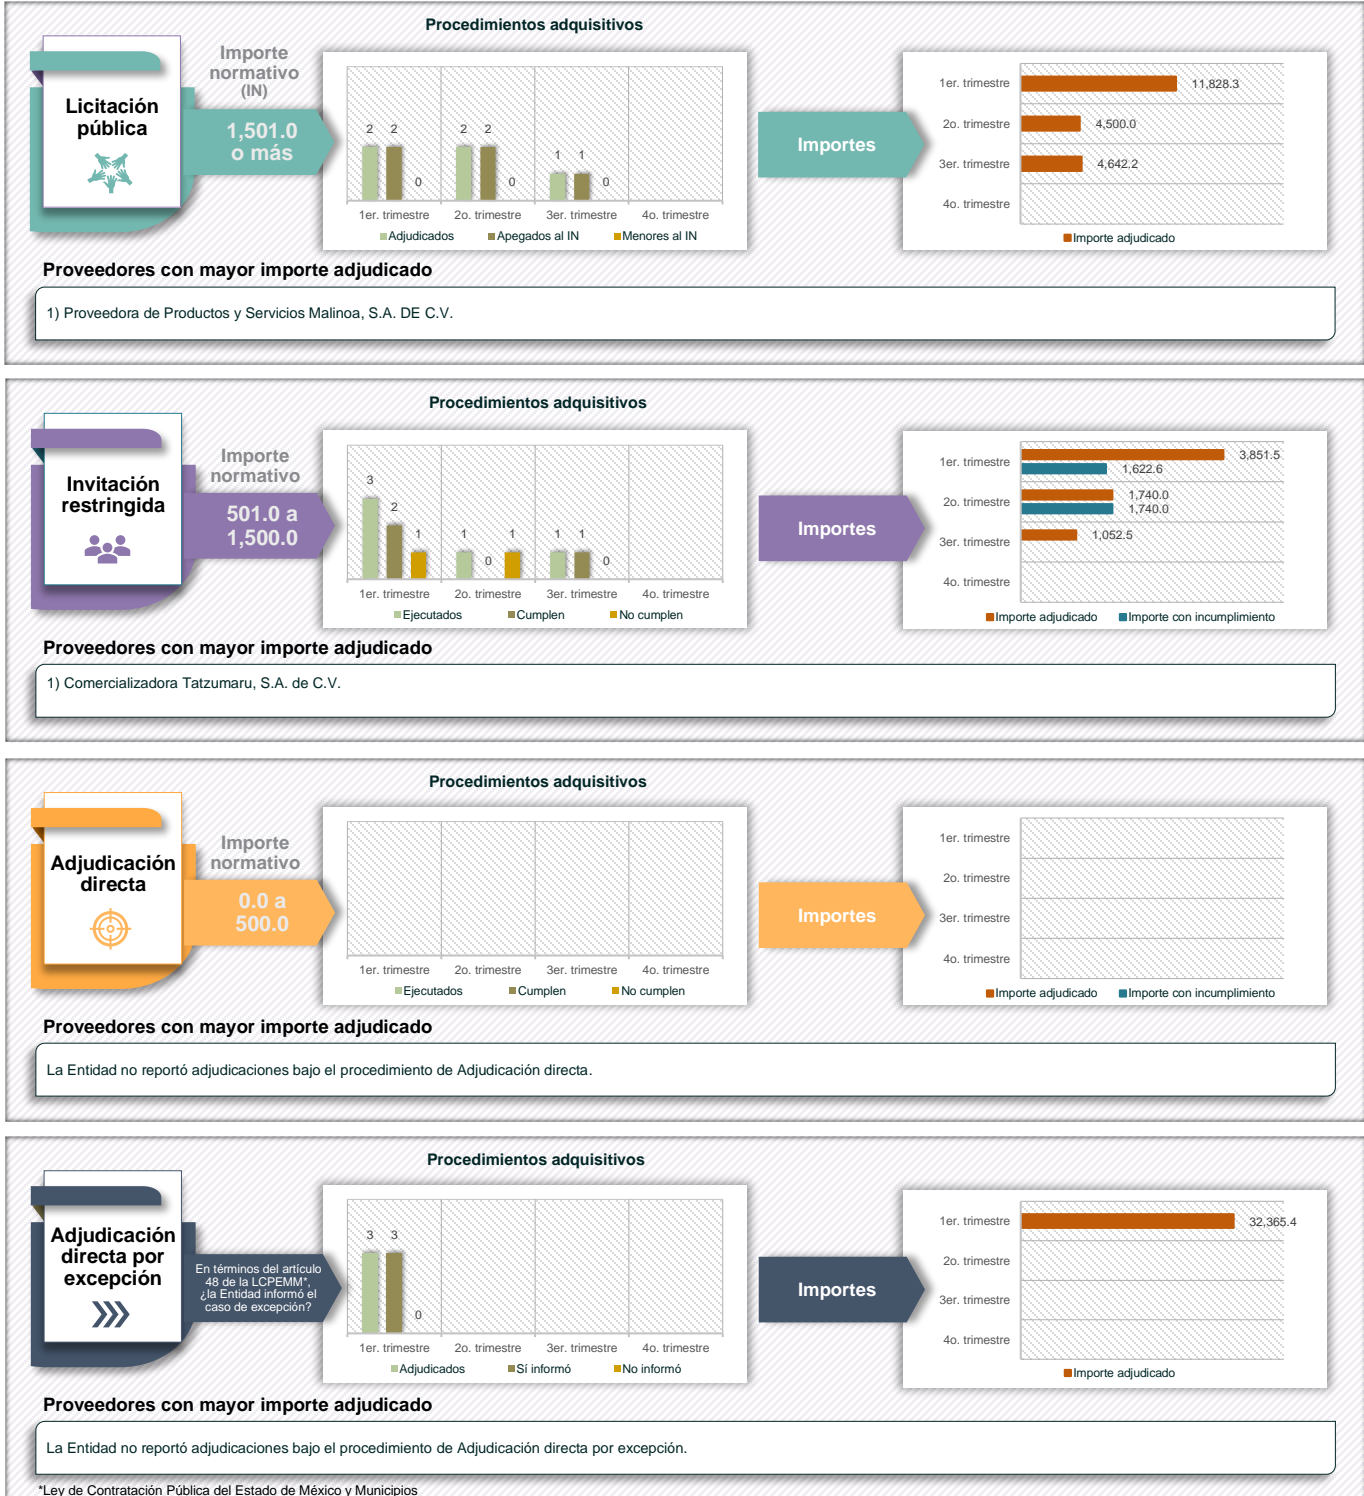 Procedimientos adquisitivos
Licitación
pública
Importe
normativo
(IN)
1,501.0
o más
2 2 0
2 2 0
1 1 0
1er. trimestre 2o. trimestre 3er. trimestre 4o. trimestre
Adjudicados Apegados al IN Menores al IN
Importes
1er. trimestre 11,828.3
2o. trimestre 4,500.0
3er. trimestre 4,642.2
4o. trimestre
Importe adjudicado
Proveedores con mayor importe adjudicado
1) Proveedora de Productos y Servicios Malinoa, S.A. DE C.V.
Procedimientos adquisitivos
Invitación
restringida
Importe
normativo
501.0 a
1,500.0
3 2 1
1 0 1
1 1 0
1er. trimestre 2o. trimestre 3er. trimestre 4o. trimestre
Ejecutados Cumplen No cumplen
Importes
1er. trimestre 3,851.5
1,622.6
2o. trimestre 1,740.0
1,740.0
3er. trimestre 1,052.5
4o. trimestre
Importe adjudicado Importe con incumplimiento
Proveedores con mayor importe adjudicado
1) Comercializadora Tatzumaru, S.A. de C.V.
Procedimientos adquisitivos
Adjudicación
directa
Importe
normativo
0.0 a
500.0
1er. trimestre 2o. trimestre 3er. trimestre 4o. trimestre
Ejecutados Cumplen No cumplen
Importes
1er. trimestre
2o. trimestre
3er. trimestre
4o. trimestre
Importe adjudicado Importe con incumplimiento
Proveedores con mayor importe adjudicado
La Entidad no reportó adjudicaciones bajo el procedimiento de Adjudicación directa.
Procedimientos adquisitivos
Adjudicación
directa por
excepción
En términos del artículo
48 de la LCPEMM*,
¿la Entidad informó el
caso de excepción?
3 3 0
1er. trimestre 2o. trimestre 3er. trimestre 4o. trimestre
Adjudicados Sí informó No informó
Importes
1er. trimestre 32,365.4
2o. trimestre
3er. trimestre
4o. trimestre
Importe adjudicado
Proveedores con mayor importe adjudicado
La Entidad no reportó adjudicaciones bajo el procedimiento de Adjudicación directa por excepción.
*Ley de Contratación Pública del Estado de México y Municipios